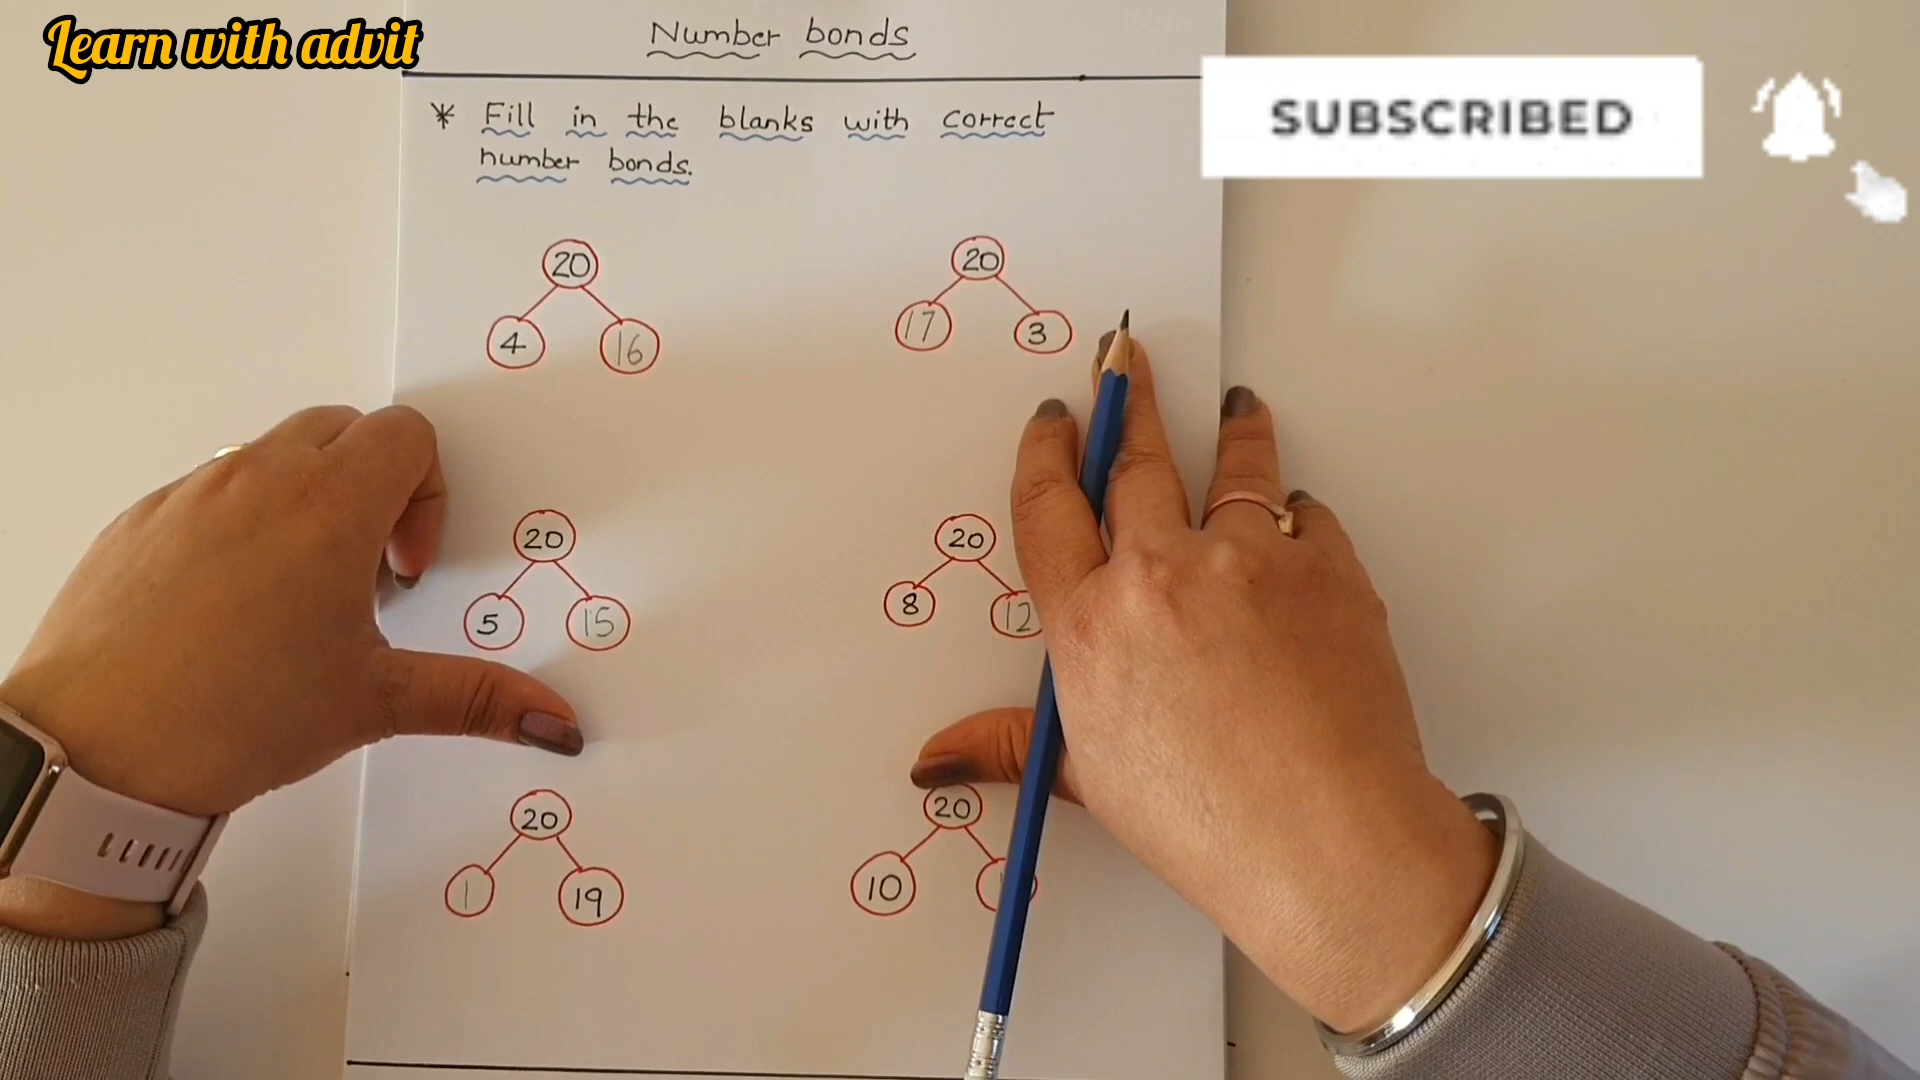 Learn with advit
Number bonds
SUBSCRIBED
* Fill in the blanks with correct
number bonds.
20
4 16
20
17 3
20
5 15
20
8 12
20
1 19
20
10